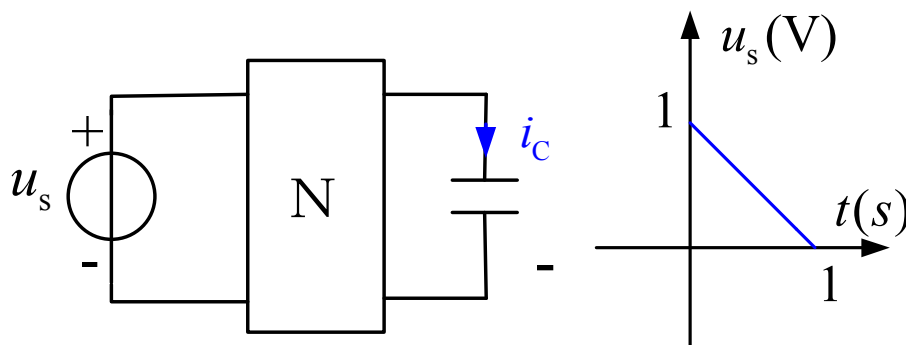 +
u_s
-
N
i_C
-
u_s(V)
1
t(s)
1